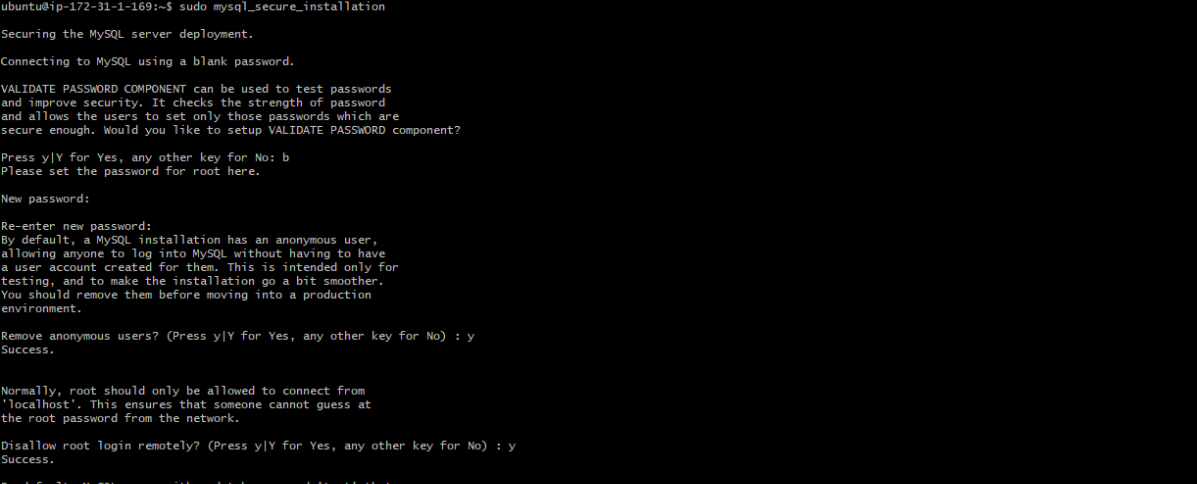 ubuntu@ip-172-31-1-169:~$ sudo mysql_secure_installation
Securing the MySQL server deployment.
Connecting to MySQL using a blank password.
VALIDATE PASSWORD COMPONENT can be used to test passwords
and improve security. It checks the strength of password
and allows the users to set only those passwords which are
secure enough. Would you like to setup VALIDATE PASSWORD component?
Press y|Y for Yes, any other key for No: b
Please set the password for root here.
New password:
Re-enter new password:
By default, a MySQL installation has an anonymous user,
allowing anyone to log into MySQL without having to have
a user account created for them. This is intended only for
testing, and to make the installation go a bit smoother.
You should remove them before moving into a production
environment.
Remove anonymous users? (Press y|Y for Yes, any other key for No) : y
Success.
Normally, root should only be allowed to connect from
'localhost'. This ensures that someone cannot guess at
the root password from the network.
Disallow root login remotely? (Press y|Y for Yes, any other key for No) : y
Success.